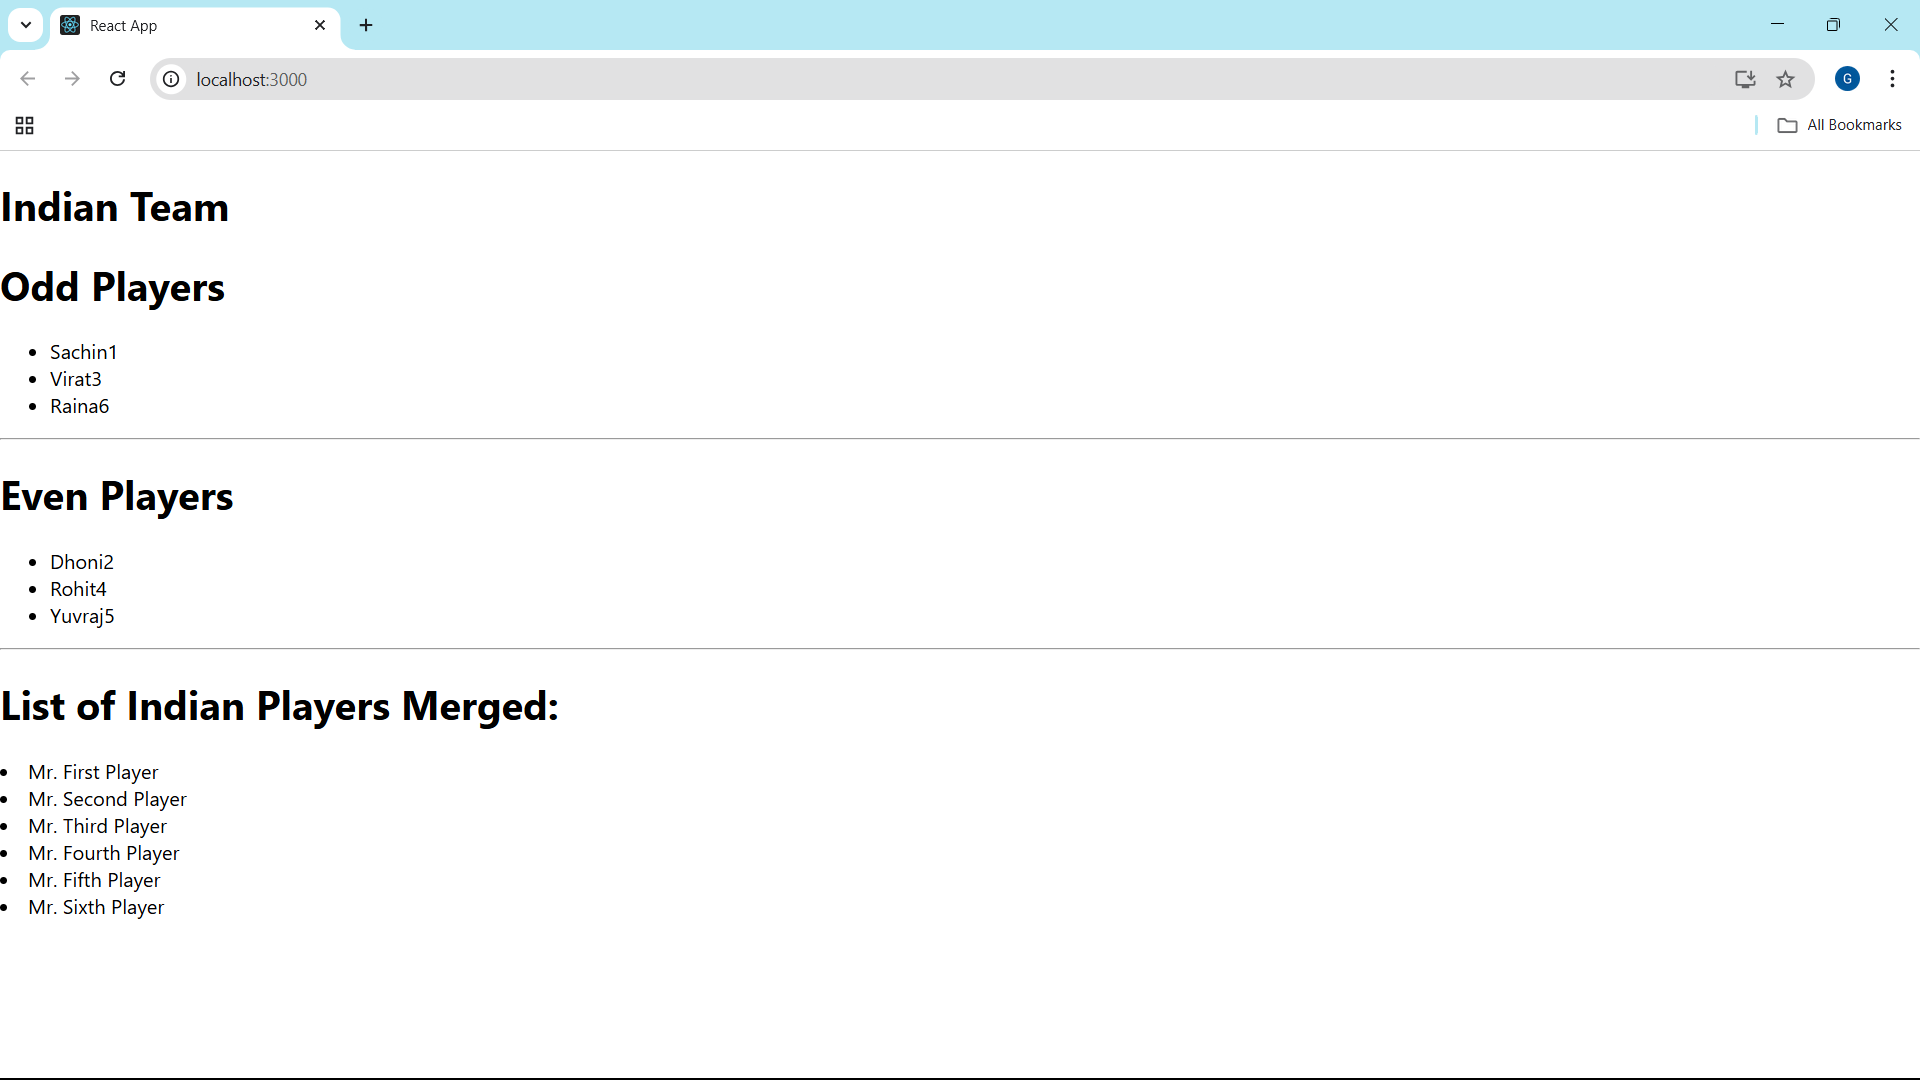 React App
localhost:3000
G
All Bookmarks
Indian Team
Odd Players
Sachin1
Virat3
Raina6
Even Players
Dhoni2
Rohit4
Yuvraj5
List of Indian Players Merged:
Mr. First Player
Mr. Second Player
Mr. Third Player
Mr. Fourth Player
Mr. Fifth Player
Mr. Sixth Player